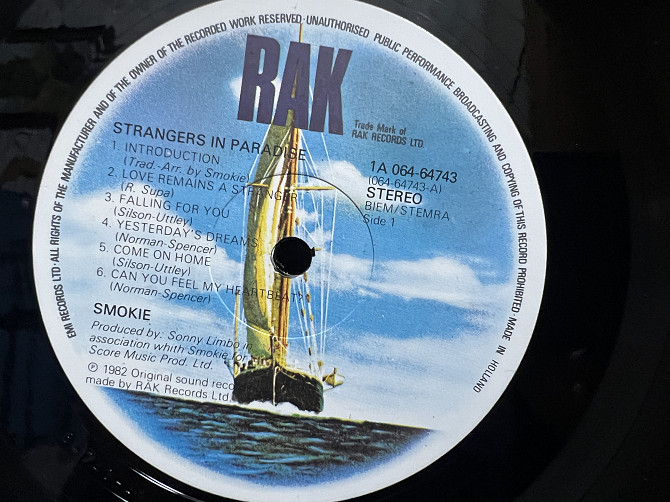 EMI RECORDS LTD·ALL RIGHTS OF THE MANUFACTURER AND OF THE OWNER OF THE RECORDED WORK RESERVED·UNAUTHORISED PUBLIC PERFORMANCE BROADCASTING AND COPYING OF THIS RECORD PROHIBITED·MADE IN HOLLAND
RAK
Trade Mark of
RAK RECORDS LTD.
STRANGERS IN PARADISE
1. INTRODUCTION
(Trad.-Arr. by Smokie)
2. LOVE REMAINS A STRANGER
(R. Supa)
3. FALLING FOR YOU
(Silson-Uttley)
4. YESTERDAY'S DREAMS
(Norman-Spencer)
5. COME ON HOME
(Silson-Uttley)
6. CAN YOU FEEL MY HEARTBEAT?
(Norman-Spencer)
1A 064-64743
(064-64743-A)
STEREO
BIEM/STEMRA
Side 1
SMOKIE
Produced by: Sonny Limbo in
association whith Smokie for
Score Music Prod. Ltd.
℗ 1982 Original sound rec
made by RAK Records Ltd